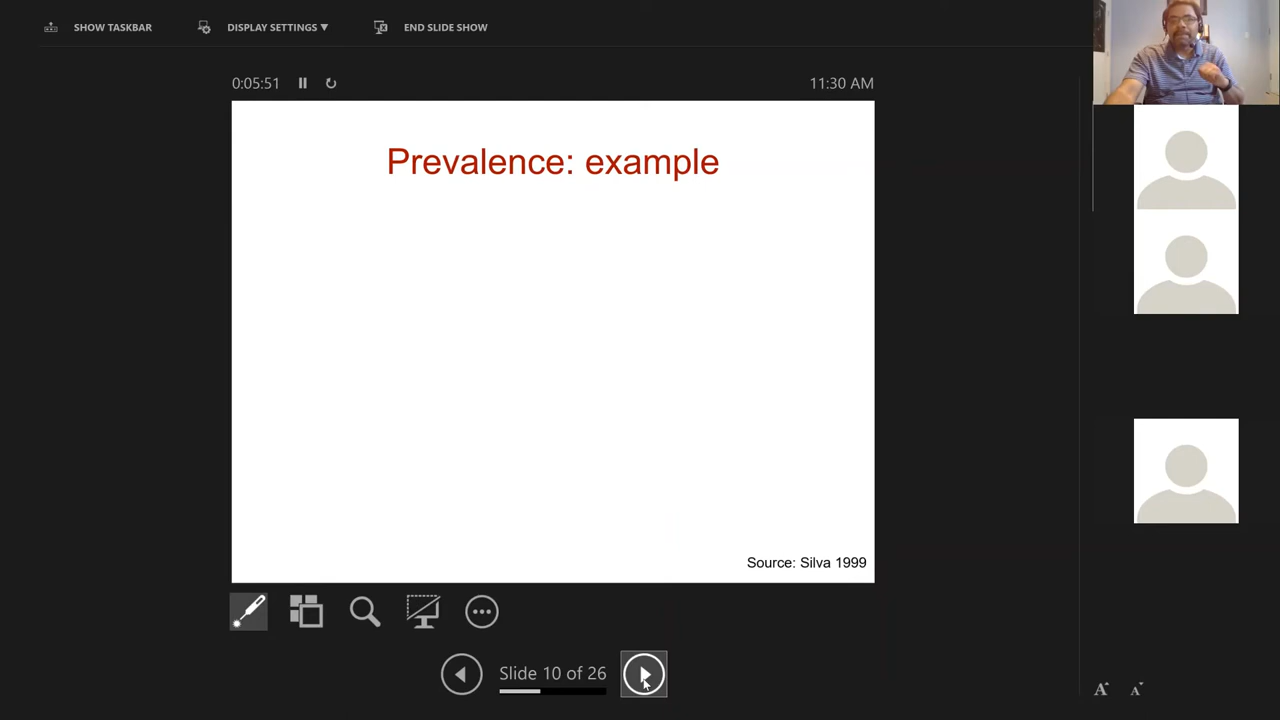 SHOW TASKBAR
DISPLAY SETTINGS ▼
END SLIDE SHOW
0:05:51
11:30 AM
Prevalence: example
Source: Silva 1999
Slide 10 of 26
A A